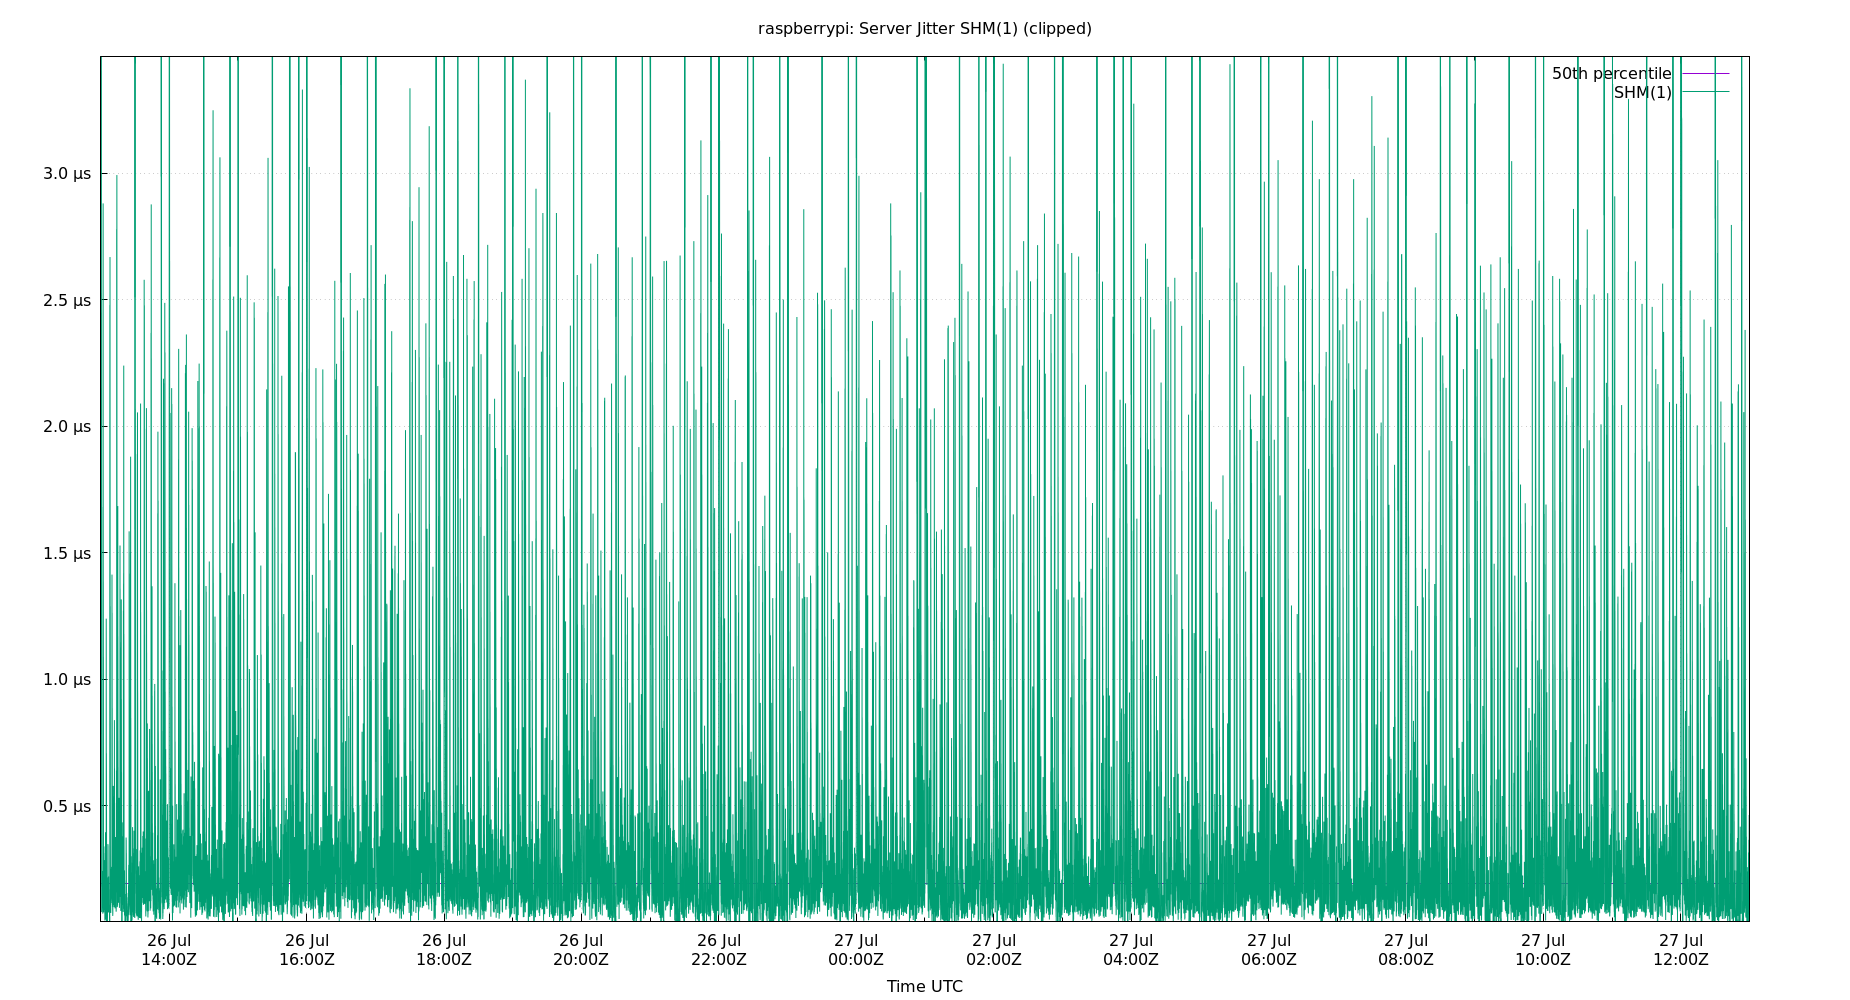 raspberrypi: Server Jitter SHM(1) (clipped)
50th percentile
SHM(1)
3.0 µs
2.5 µs
2.0 µs
1.5 µs
1.0 µs
0.5 µs
26 Jul 26 Jul 26 Jul 26 Jul 26 Jul 27 Jul 27 Jul 27 Jul 27 Jul 27 Jul 27 Jul 27 Jul
14:00Z 16:00Z 18:00Z 20:00Z 22:00Z 00:00Z 02:00Z 04:00Z 06:00Z 08:00Z 10:00Z 12:00Z
Time UTC